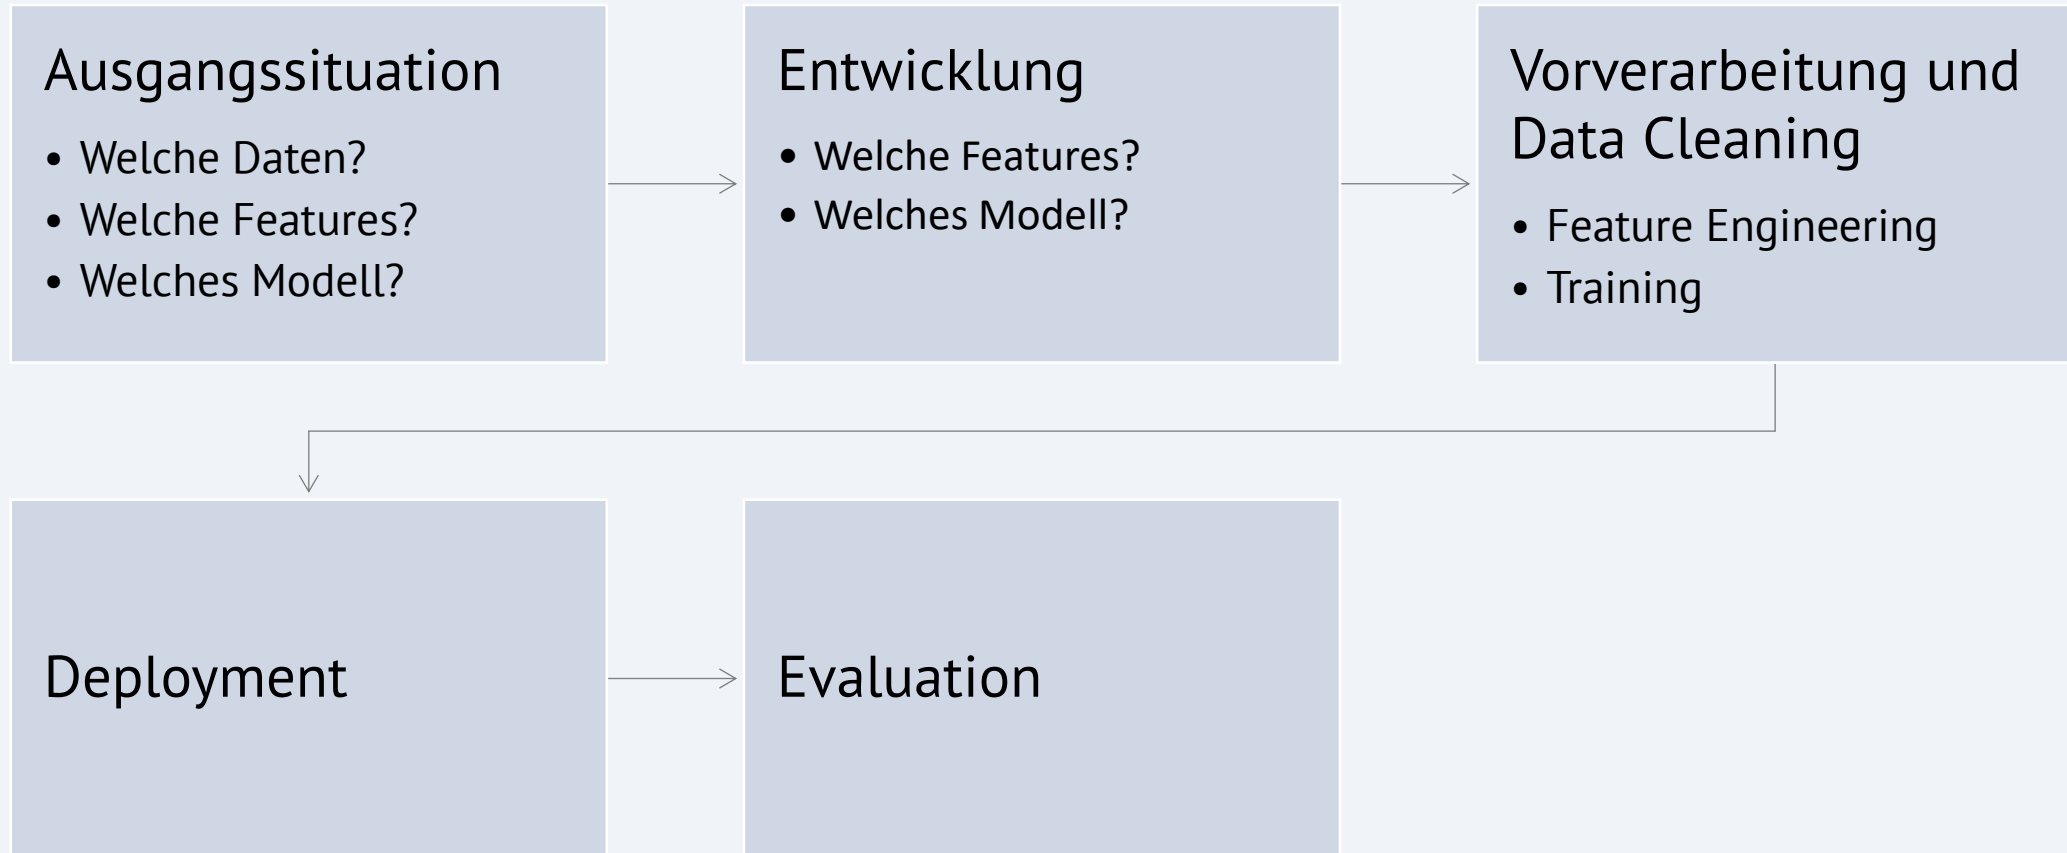 Ausgangssituation
• Welche Daten?
• Welche Features?
• Welches Modell?
Entwicklung
• Welche Features?
• Welches Modell?
Vorverarbeitung und
Data Cleaning
• Feature Engineering
• Training
Deployment
Evaluation